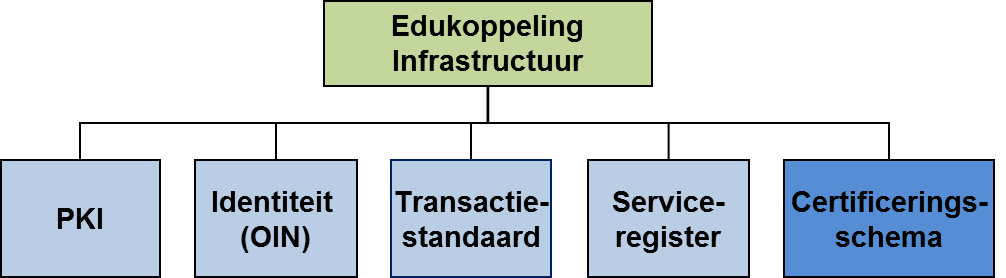 Edukoppeling
Infrastructuur
PKI
Identiteit
(OIN)
Transactie-
standaard
Service-
register
Certificerings-
schema